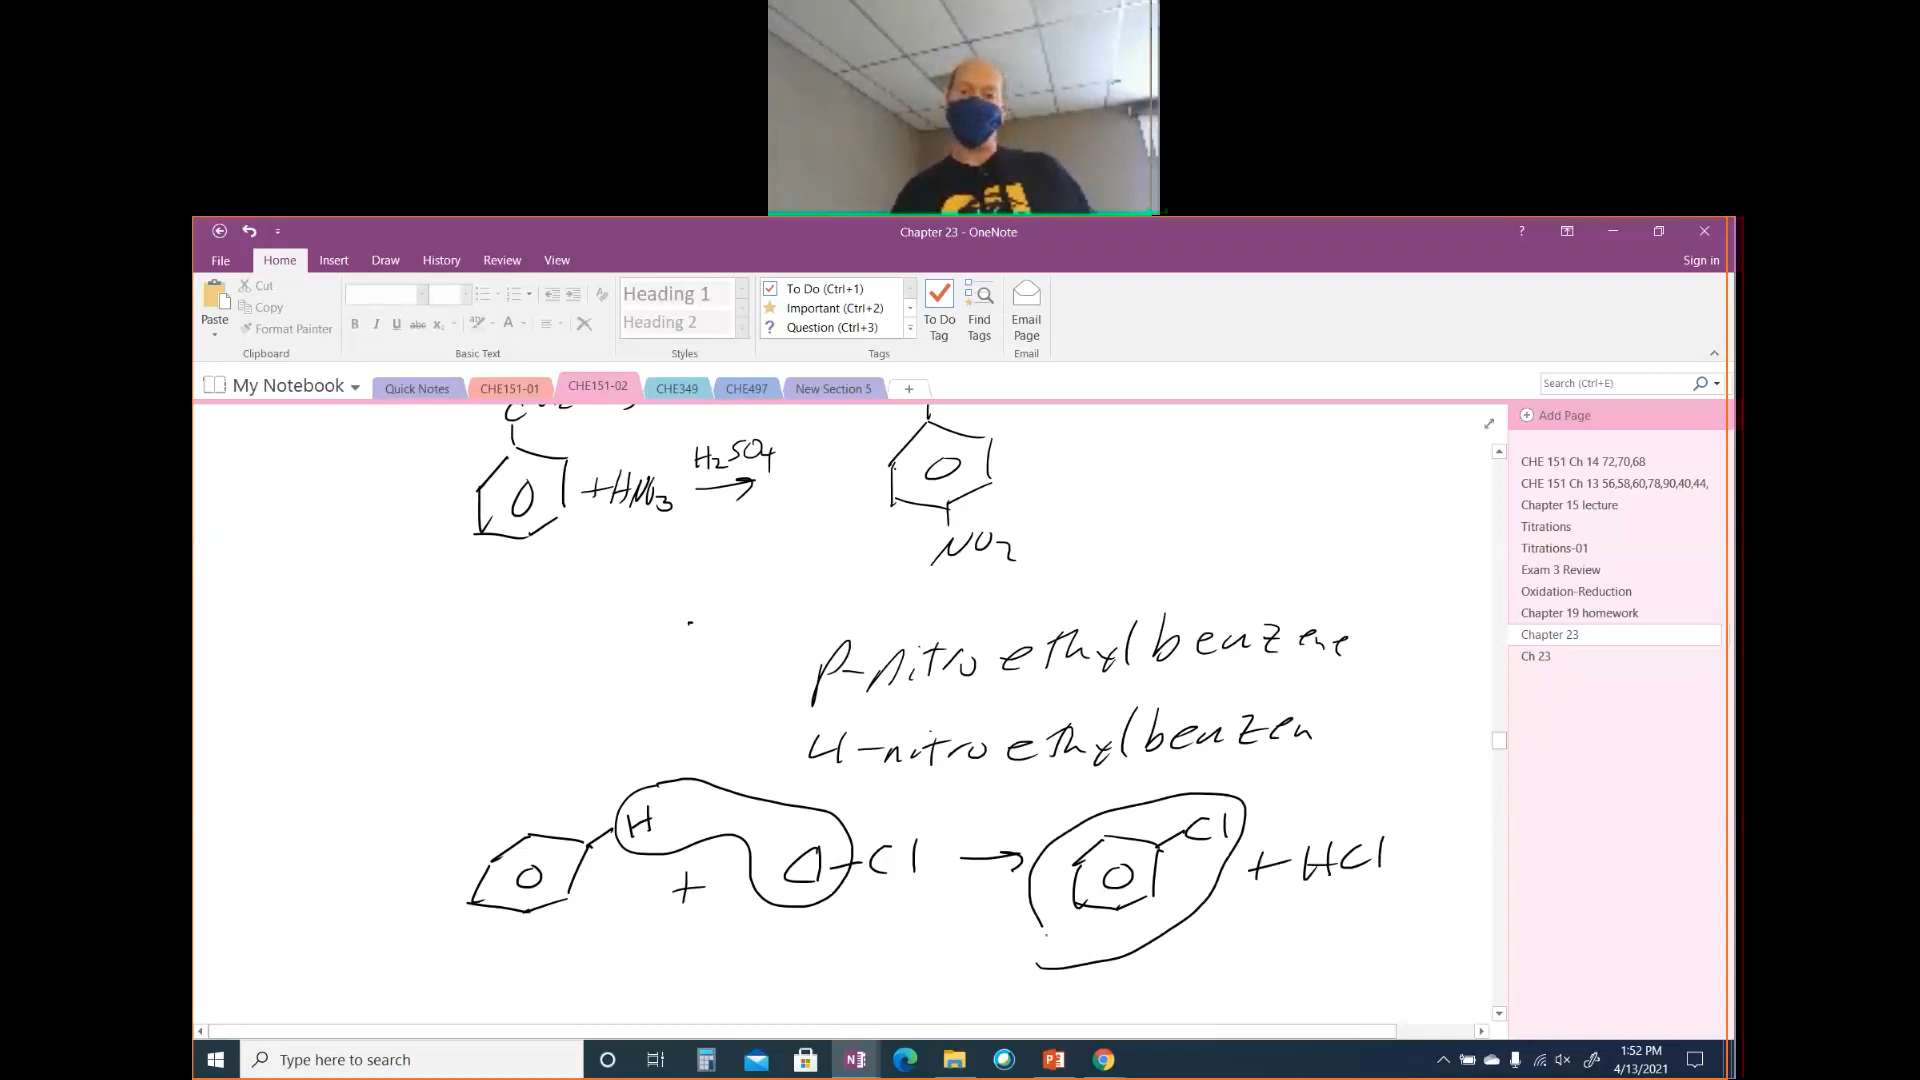 Chapter 23 - OneNote
?
File Home Insert Draw History Review View Sign in
Cut
Copy
Format Painter
Paste
Clipboard
B I U abc x₂ A
Basic Text
Heading 1
Heading 2
Styles
To Do (Ctrl+1)
Important (Ctrl+2)
Question (Ctrl+3)
To Do Tag
Find Tags
Tags
Email Page
Email
My Notebook Quick Notes CHE151-01 CHE151-02 CHE349 CHE497 New Section 5 +
Search (Ctrl+E)
Add Page
CHE 151 Ch 14 72,70,68
CHE 151 Ch 13 56,58,60,78,90,40,44,
Chapter 15 lecture
Titrations
Titrations-01
Exam 3 Review
Oxidation-Reduction
Chapter 19 homework
Chapter 23
Ch 23
+HNO3 H2SO4 →
NO2
p-nitroethylbenzene
4-nitroethylbenzen
H + Cl-Cl → Cl + HCl
Type here to search
1:52 PM
4/13/2021